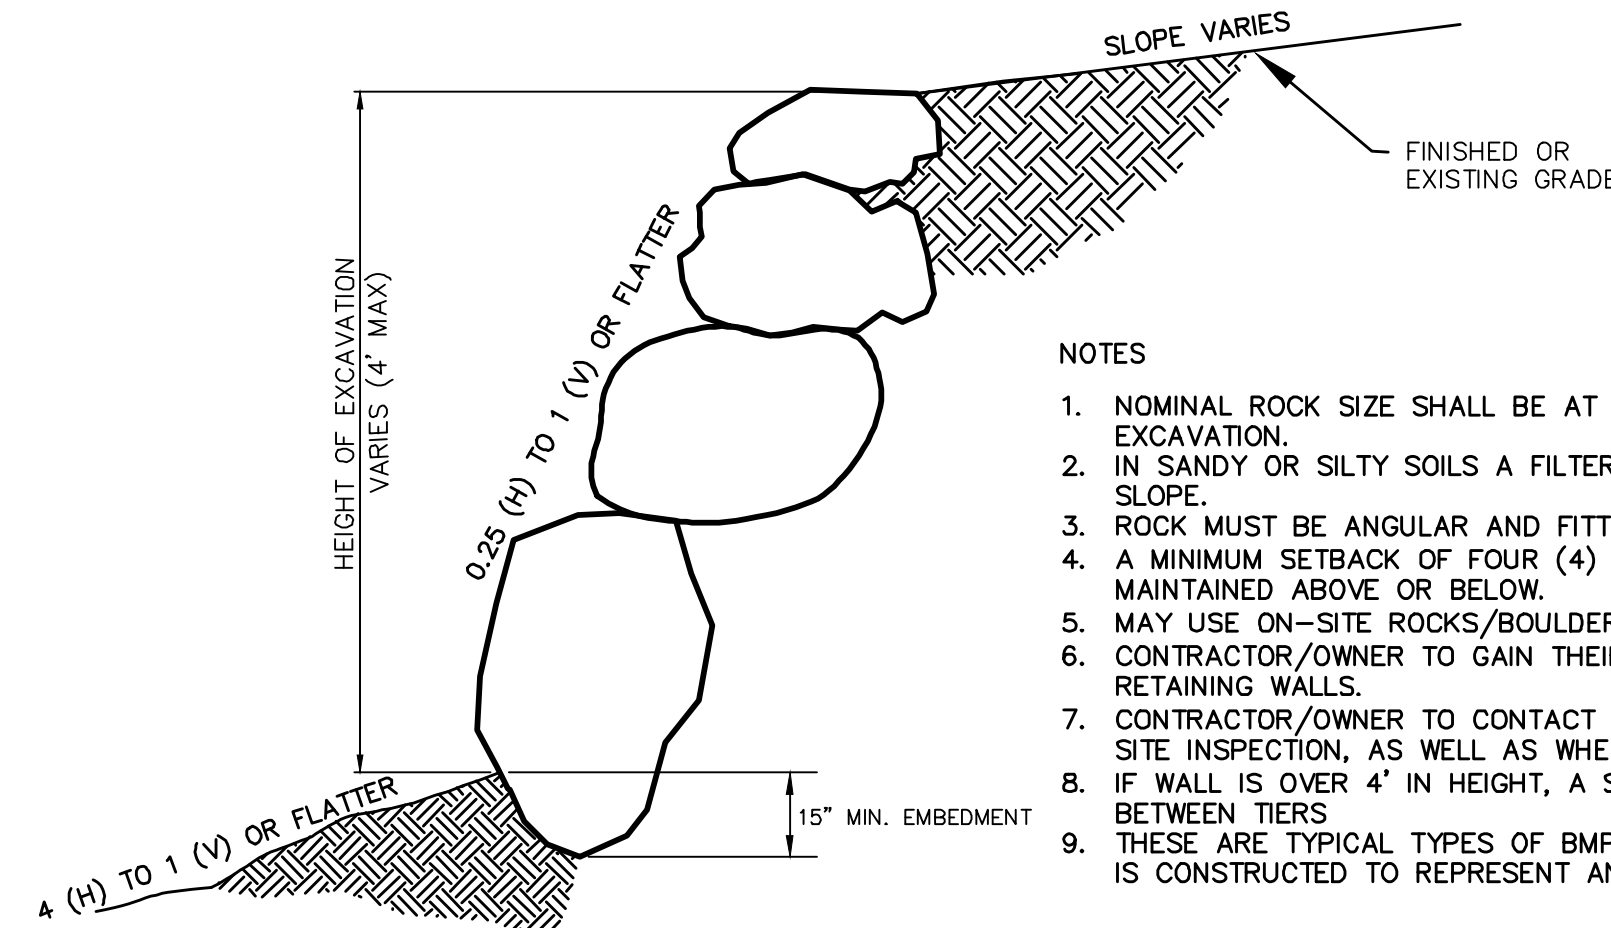 SLOPE VARIES
FINISHED OR
EXISTING GRADE
HEIGHT OF EXCAVATION
VARIES (4' MAX)
0.25 (H) TO 1 (V) OR FLATTER
4 (H) TO 1 (V) OR FLATTER
15" MIN. EMBEDMENT
NOTES
1. NOMINAL ROCK SIZE SHALL BE AT
EXCAVATION.
2. IN SANDY OR SILTY SOILS A FILTER
SLOPE.
3. ROCK MUST BE ANGULAR AND FITT
4. A MINIMUM SETBACK OF FOUR (4)
MAINTAINED ABOVE OR BELOW.
5. MAY USE ON-SITE ROCKS/BOULDER
6. CONTRACTOR/OWNER TO GAIN THEI
RETAINING WALLS.
7. CONTRACTOR/OWNER TO CONTACT
SITE INSPECTION, AS WELL AS WHE
8. IF WALL IS OVER 4' IN HEIGHT, A S
BETWEEN TIERS
9. THESE ARE TYPICAL TYPES OF BMP
IS CONSTRUCTED TO REPRESENT AN